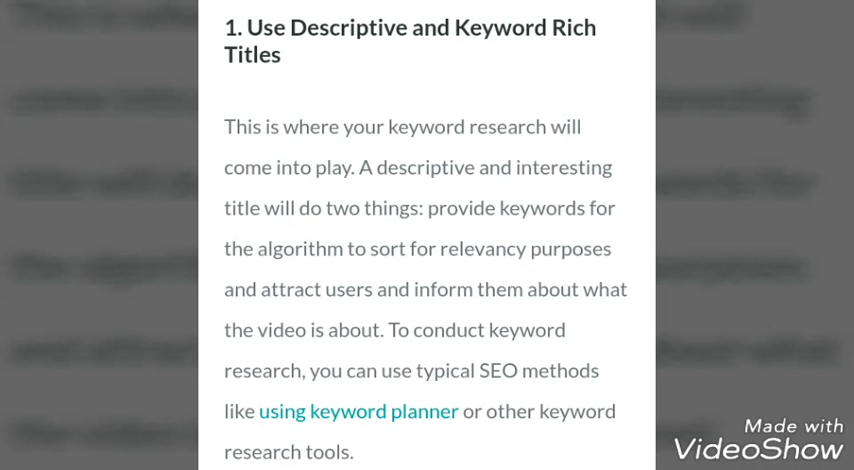 1. Use Descriptive and Keyword Rich
Titles
This is where your keyword research will
come into play. A descriptive and interesting
title will do two things: provide keywords for
the algorithm to sort for relevancy purposes
and attract users and inform them about what
the video is about. To conduct keyword
research, you can use typical SEO methods
like using keyword planner or other keyword
research tools.
Made with
VideoShow